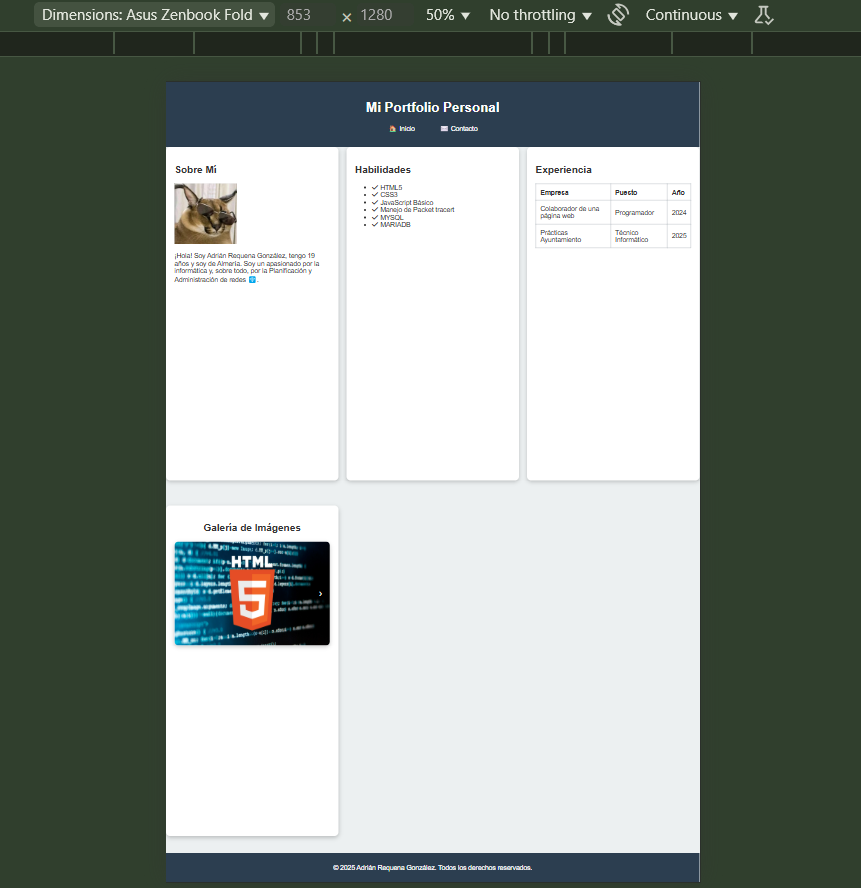 Dimensions: Asus Zenbook Fold ▼ 853 × 1280 50% ▼ No throttling ▼ Continuous ▼
Mi Portfolio Personal
Inicio Contacto
Sobre Mí
¡Hola! Soy Adrián Requena González, tengo 19
años y soy de Almería. Soy un apasionado por la
informática y, sobre todo, por la Planificación y
Administración de redes
Habilidades
✓ HTML5
✓ CSS3
✓ JavaScript Básico
✓ Manejo de Packet tracert
✓ MYSQL
✓ MARIADB
Experiencia
Empresa Puesto Año
Colaborador de una
página web Programador 2024
Prácticas
Ayuntamiento Técnico
Informático 2025
Galería de Imágenes
HTML
5
© 2025 Adrián Requena González. Todos los derechos reservados.